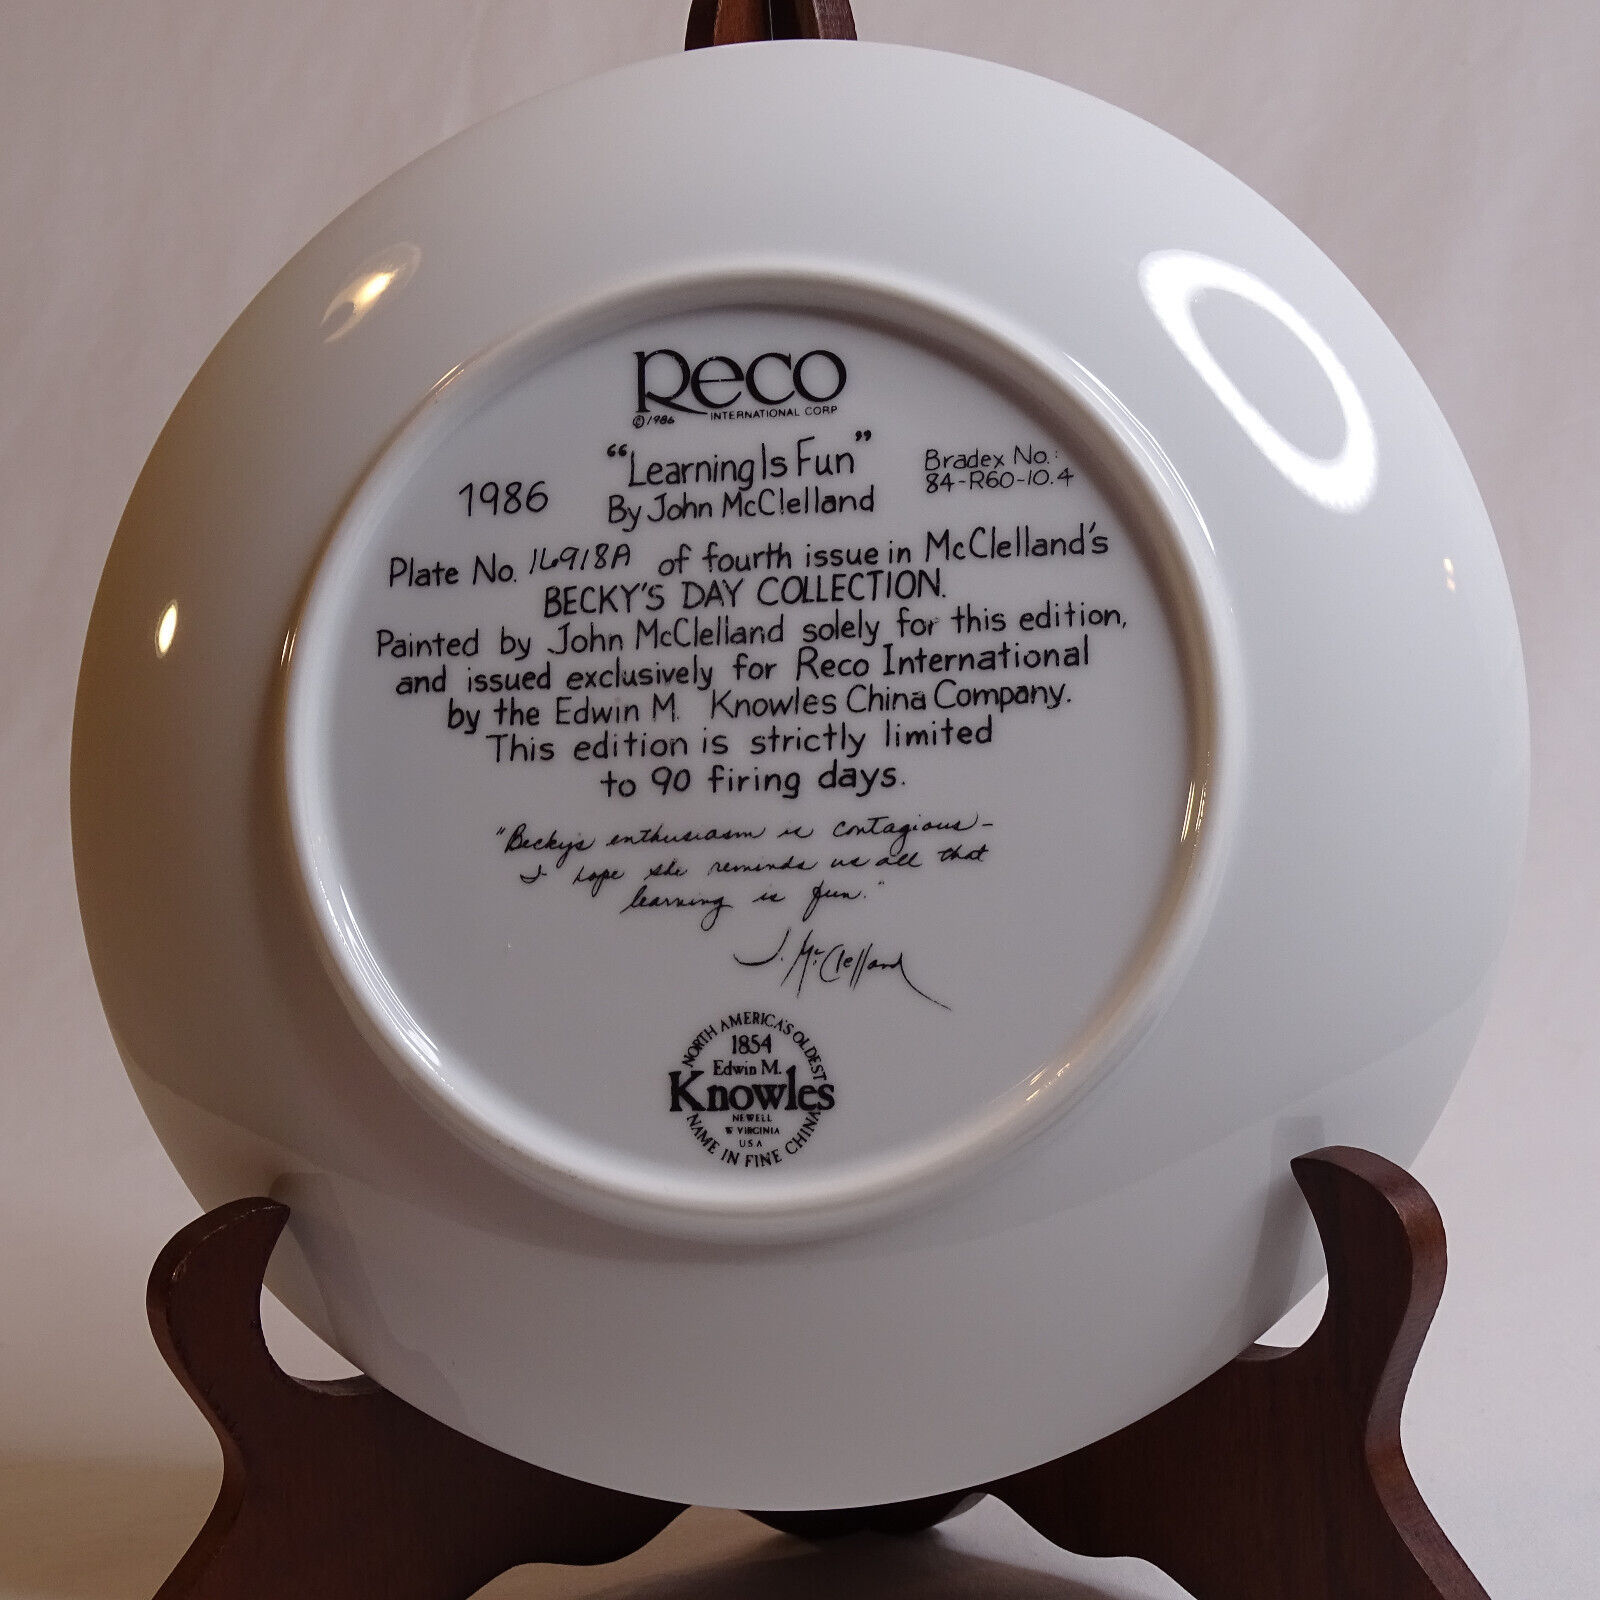 Reco
©1986 INTERNATIONAL CORP
“Learning Is Fun”
1986 By John McClelland
Bradex No.:
84-R60-10.4
Plate No. 16918A of fourth issue in McClelland's
BECKY'S DAY COLLECTION.
Painted by John McClelland solely for this edition,
and issued exclusively for Reco International
by the Edwin M. Knowles China Company.
This edition is strictly limited
to 90 firing days.
"Becky's enthusiasm is contagious-
I hope she reminds us all that
learning is fun."
J. McClelland
NORTH AMERICA'S OLDEST
1854
Edwin M.
Knowles
NEWELL
W VIRGINIA
USA
NAME IN FINE CHINA